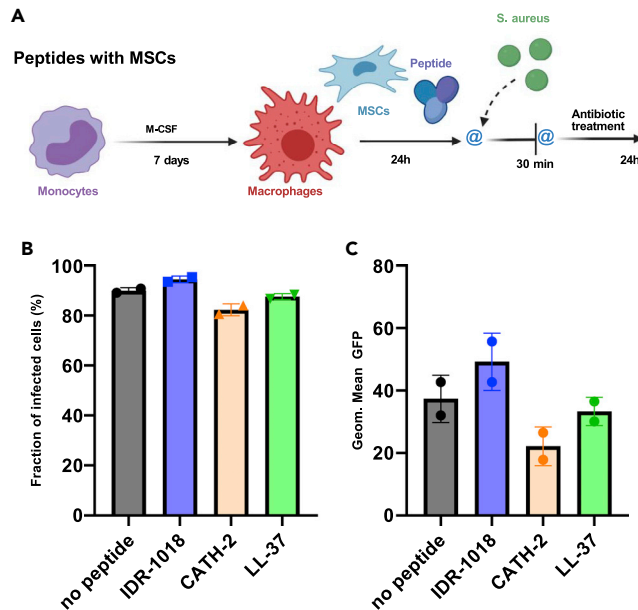 A
Peptides with MSCs
S. aureus
Peptide
MSCs
M-CSF
7 days
24h
@
@
30 min
Antibiotic
treatment
24h
Monocytes
Macrophages
B
Fraction of infected cells (%)
100
80
60
40
20
0
no peptide
IDR-1018
CATH-2
LL-37
C
Geom. Mean GFP
80
60
40
20
0
no peptide
IDR-1018
CATH-2
LL-37